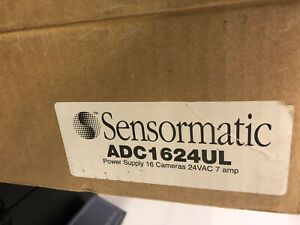 Sensormatic
ADC1624UL
Power Supply 16 Cameras 24VAC 7 amp